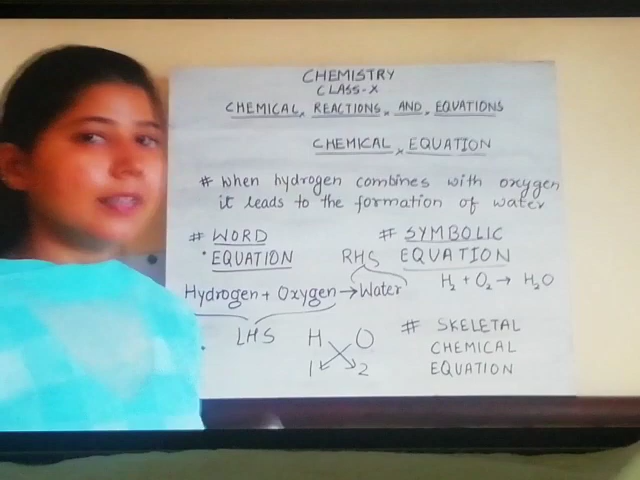 CHEMISTRY
CLASS-X
CHEMICAL REACTIONS AND EQUATIONS
CHEMICAL EQUATION
# When hydrogen combines with oxygen
it leads to the formation of water
# WORD
EQUATION
Hydrogen + Oxygen → Water
LHS
RHS
H O
1 2
# SYMBOLIC
EQUATION
H₂ + O₂ → H₂O
# SKELETAL
CHEMICAL
EQUATION